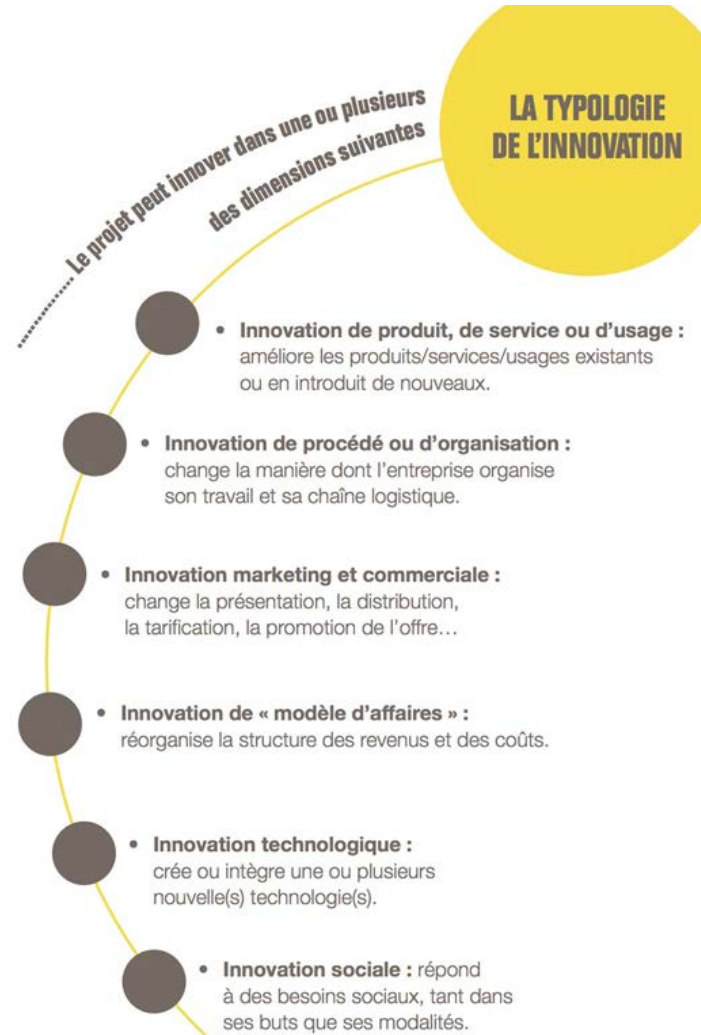 LA TYPOLOGIE
DE L'INNOVATION
Le projet peut innover dans une ou plusieurs
des dimensions suivantes
• Innovation de produit, de service ou d'usage :
améliore les produits/services/usages existants
ou en introduit de nouveaux.
• Innovation de procédé ou d'organisation :
change la manière dont l'entreprise organise
son travail et sa chaîne logistique.
• Innovation marketing et commerciale :
change la présentation, la distribution,
la tarification, la promotion de l'offre…
• Innovation de « modèle d'affaires » :
réorganise la structure des revenus et des coûts.
• Innovation technologique :
crée ou intègre une ou plusieurs
nouvelle(s) technologie(s).
• Innovation sociale : répond
à des besoins sociaux, tant dans
ses buts que ses modalités.